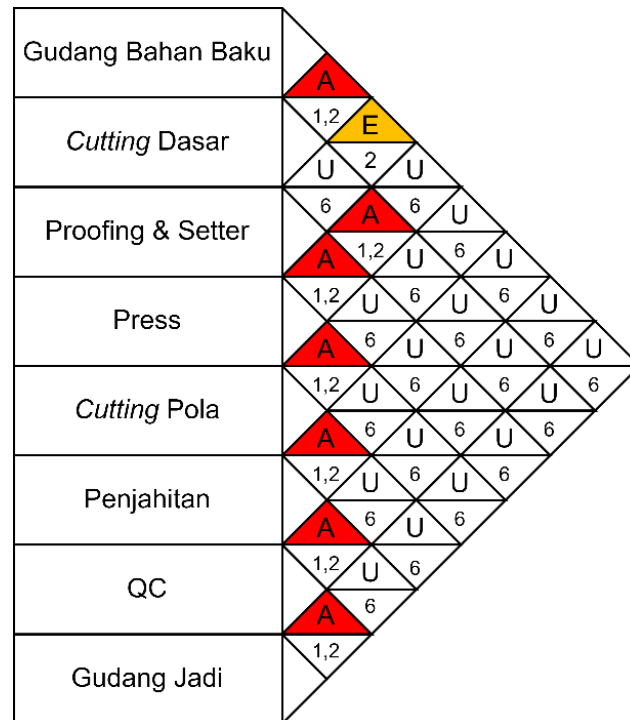 Gudang Bahan Baku
A
1,2 E
Cutting Dasar
U 2 U
6 A 6 U
Proofing & Setter
A 1,2 U 6 U
1,2 U 6 U 6 U
Press
A 6 U 6 U 6 U
1,2 U 6 U 6 U 6
Cutting Pola
A 6 U 6 U 6
1,2 U 6 U 6
Penjahitan
A 6 U 6
1,2 U 6
QC
A 6
1,2
Gudang Jadi